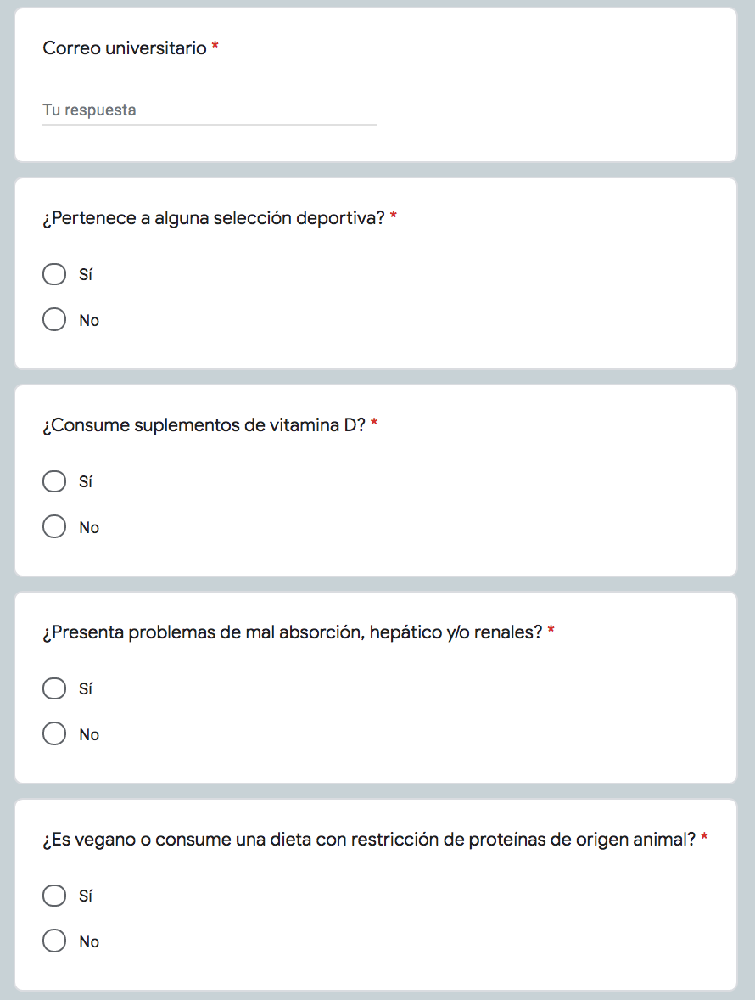 Correo universitario *
Tu respuesta
¿Pertenece a alguna selección deportiva? *
Sí
No
¿Consume suplementos de vitamina D? *
Sí
No
¿Presenta problemas de mal absorción, hepático y/o renales? *
Sí
No
¿Es vegano o consume una dieta con restricción de proteínas de origen animal? *
Sí
No